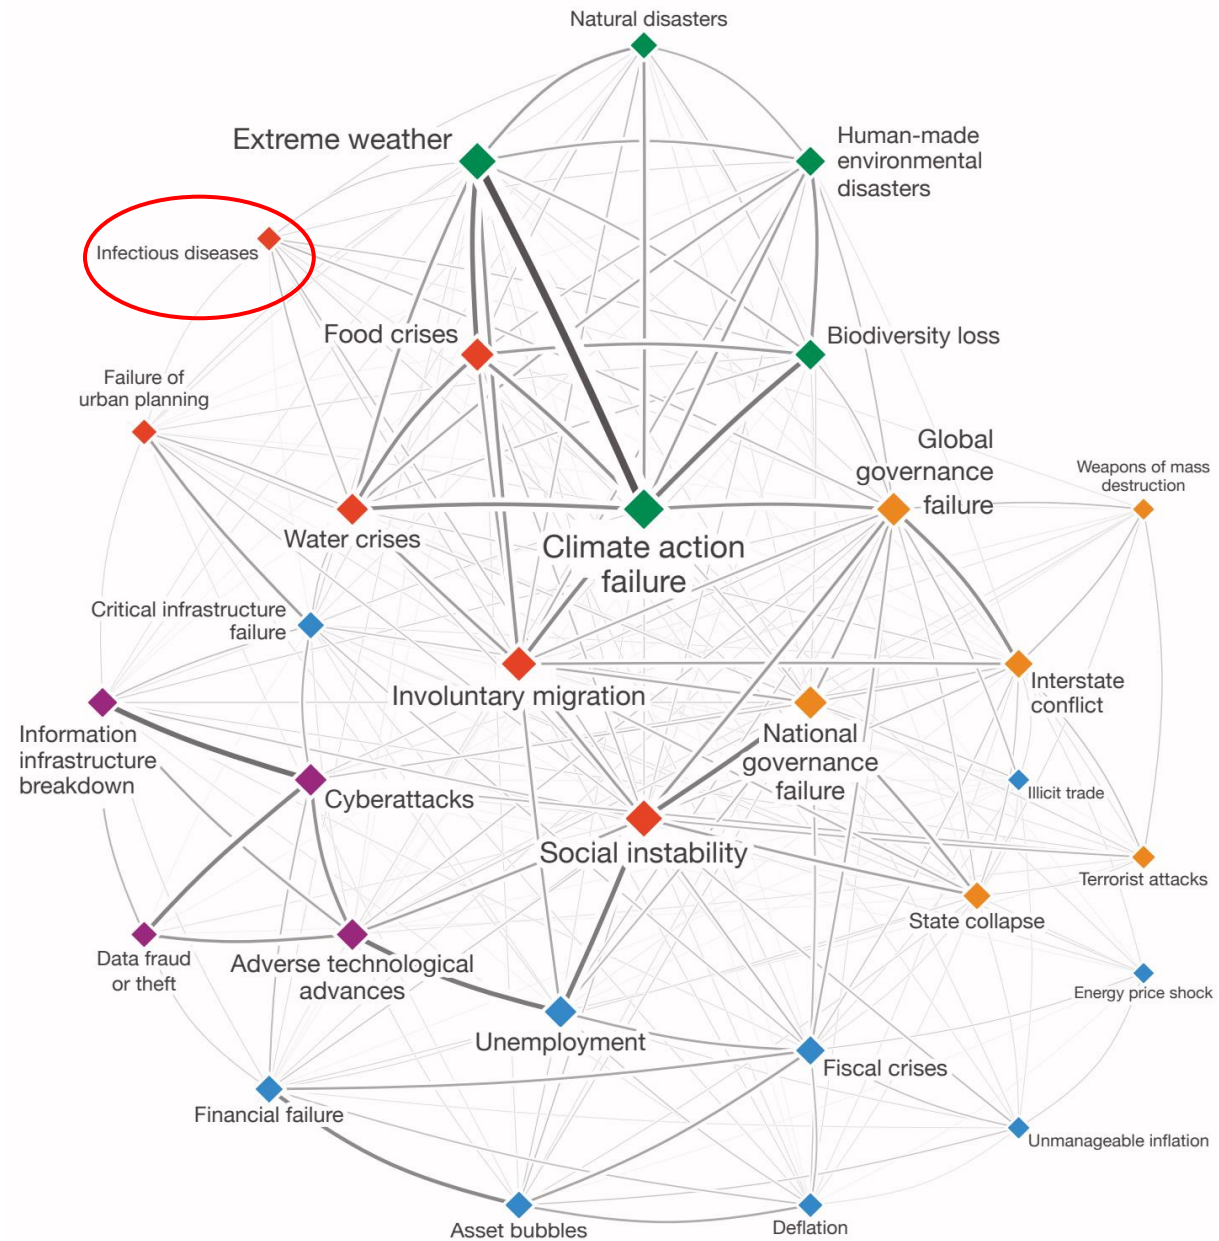 Natural disasters
Extreme weather
Human-made
environmental
disasters
Infectious diseases
Food crises
Biodiversity loss
Failure of
urban planning
Global
governance
failure
Weapons of mass
destruction
Water crises
Climate action
failure
Critical infrastructure
failure
Involuntary migration
Interstate
conflict
Information
infrastructure
breakdown
National
governance
failure
Cyberattacks
Illicit trade
Social instability
Terrorist attacks
State collapse
Data fraud
or theft
Adverse technological
advances
Energy price shock
Unemployment
Fiscal crises
Financial failure
Unmanageable inflation
Asset bubbles
Deflation